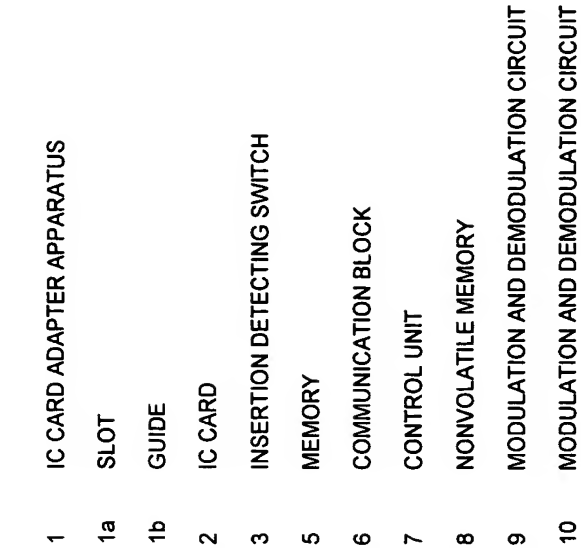 1 IC CARD ADAPTER APPARATUS
1a SLOT
1b GUIDE
2 IC CARD
3 INSERTION DETECTING SWITCH
5 MEMORY
6 COMMUNICATION BLOCK
7 CONTROL UNIT
8 NONVOLATILE MEMORY
9 MODULATION AND DEMODULATION CIRCUIT
10 MODULATION AND DEMODULATION CIRCUIT